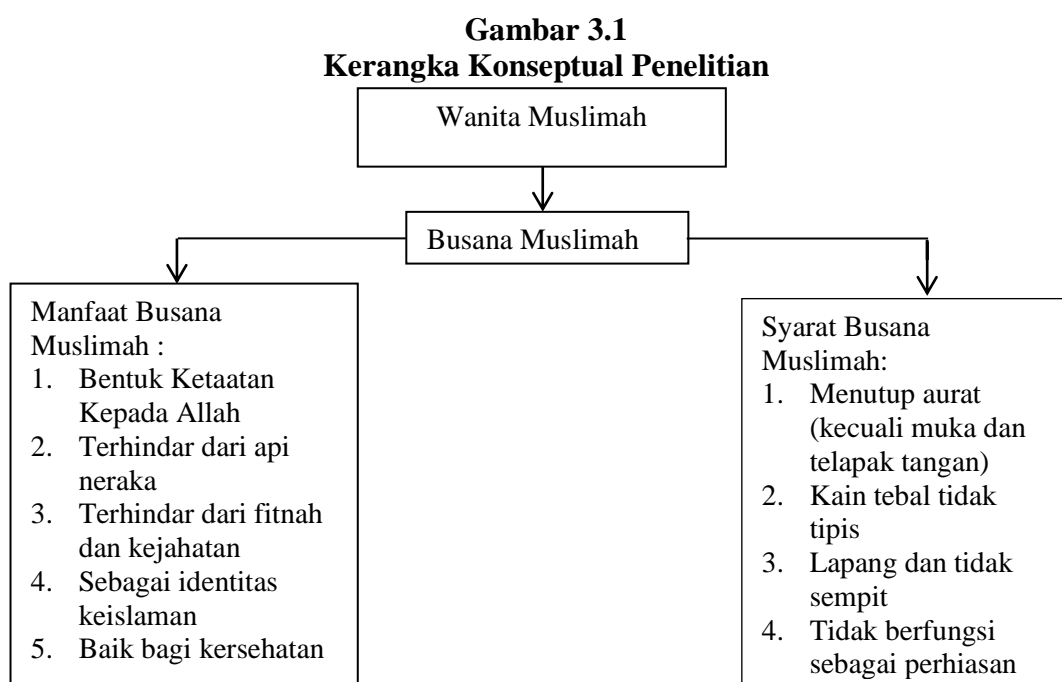 Gambar 3.1
Kerangka Konseptual Penelitian
Wanita Muslimah
Busana Muslimah
Manfaat Busana
Muslimah :
1. Bentuk Ketaatan
Kepada Allah
2. Terhindar dari api
neraka
3. Terhindar dari fitnah
dan kejahatan
4. Sebagai identitas
keislaman
5. Baik bagi kersehatan
Syarat Busana
Muslimah:
1. Menutup aurat
(kecuali muka dan
telapak tangan)
2. Kain tebal tidak
tipis
3. Lapang dan tidak
sempit
4. Tidak berfungsi
sebagai perhiasan